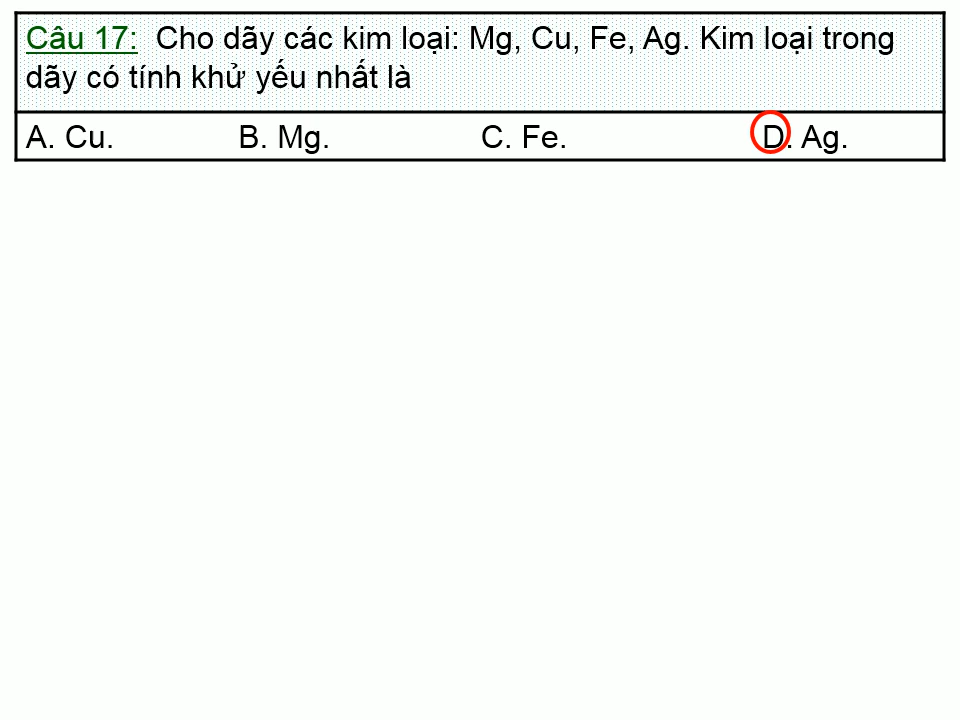 Câu 17: Cho dãy các kim loại: Mg, Cu, Fe, Ag. Kim loại trong
dãy có tính khử yếu nhất là
A. Cu. B. Mg. C. Fe. D. Ag.